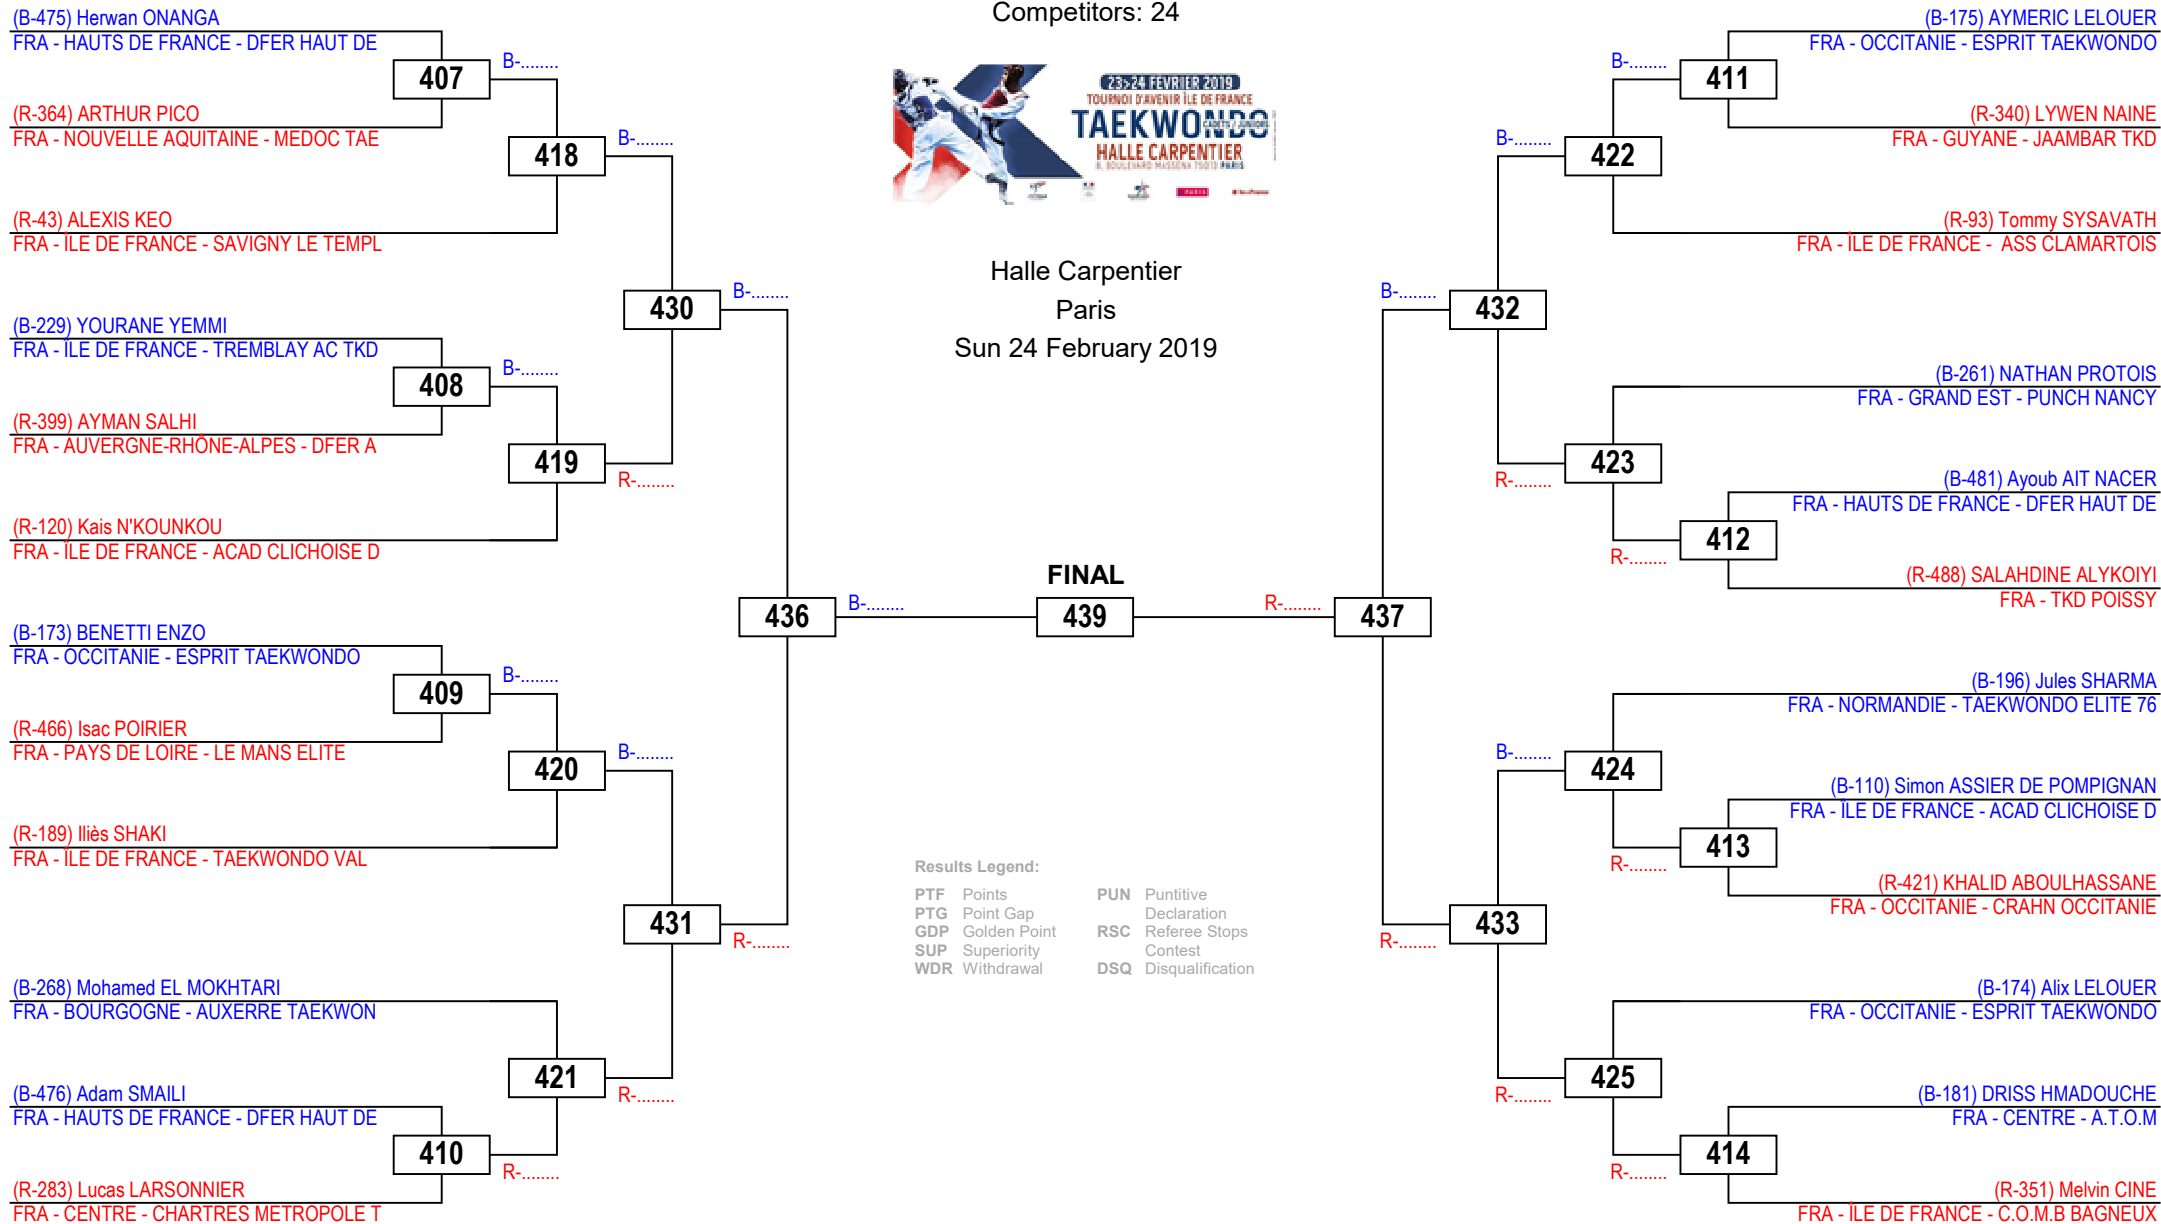 Competitors: 24
23>24 FEVRIER 2019
TOURNOI D'AVENIR ÎLE DE FRANCE
TAEKWONDO
CADETS / JUNIORS
HALLE CARPENTIER
BOULEVARD MASSENA 75013 PARIS
Halle Carpentier
Paris
Sun 24 February 2019
(B-475) Herwan ONANGA
FRA - HAUTS DE FRANCE - DFER HAUT DE
407
B-........
(R-364) ARTHUR PICO
FRA - NOUVELLE AQUITAINE - MEDOC TAE
418
B-........
(R-43) ALEXIS KEO
FRA - ÎLE DE FRANCE - SAVIGNY LE TEMPL
430
B-........
(B-229) YOURANE YEMMI
FRA - ÎLE DE FRANCE - TREMBLAY AC TKD
408
B-........
(R-399) AYMAN SALHI
FRA - AUVERGNE-RHÔNE-ALPES - DFER A
419
R-........
(R-120) Kais N'KOUNKOU
FRA - ÎLE DE FRANCE - ACAD CLICHOISE D
436
B-........
(B-173) BENETTI ENZO
FRA - OCCITANIE - ESPRIT TAEKWONDO
409
B-........
(R-466) Isac POIRIER
FRA - PAYS DE LOIRE - LE MANS ELITE
420
B-........
(R-189) Iliès SHAKI
FRA - ÎLE DE FRANCE - TAEKWONDO VAL
431
R-........
(B-268) Mohamed EL MOKHTARI
FRA - BOURGOGNE - AUXERRE TAEKWON
421
R-........
(B-476) Adam SMAILI
FRA - HAUTS DE FRANCE - DFER HAUT DE
410
R-........
(R-283) Lucas LARSONNIER
FRA - CENTRE - CHARTRES METROPOLE T
FINAL
439
Results Legend:
PTF Points
PTG Point Gap
GDP Golden Point
SUP Superiority
WDR Withdrawal
PUN Puntitive
Declaration
RSC Referee Stops
Contest
DSQ Disqualification
(B-175) AYMERIC LELOUER
FRA - OCCITANIE - ESPRIT TAEKWONDO
B-........
411
(R-340) LYWEN NAINE
FRA - GUYANE - JAAMBAR TKD
B-........
422
(R-93) Tommy SYSAVATH
FRA - ÎLE DE FRANCE - ASS CLAMARTOIS
B-........
432
(B-261) NATHAN PROTOIS
FRA - GRAND EST - PUNCH NANCY
R-........
423
(B-481) Ayoub AIT NACER
FRA - HAUTS DE FRANCE - DFER HAUT DE
R-........
412
(R-488) SALAHDINE ALYKOIYI
FRA - TKD POISSY
R-........
437
(B-196) Jules SHARMA
FRA - NORMANDIE - TAEKWONDO ELITE 76
B-........
424
(B-110) Simon ASSIER DE POMPIGNAN
FRA - ÎLE DE FRANCE - ACAD CLICHOISE D
R-........
413
(R-421) KHALID ABOULHASSANE
FRA - OCCITANIE - CRAHN OCCITANIE
R-........
433
(B-174) Alix LELOUER
FRA - OCCITANIE - ESPRIT TAEKWONDO
R-........
425
(B-181) DRISS HMADOUCHE
FRA - CENTRE - A.T.O.M
R-........
414
(R-351) Melvin CINE
FRA - ÎLE DE FRANCE - C.O.M.B BAGNEUX